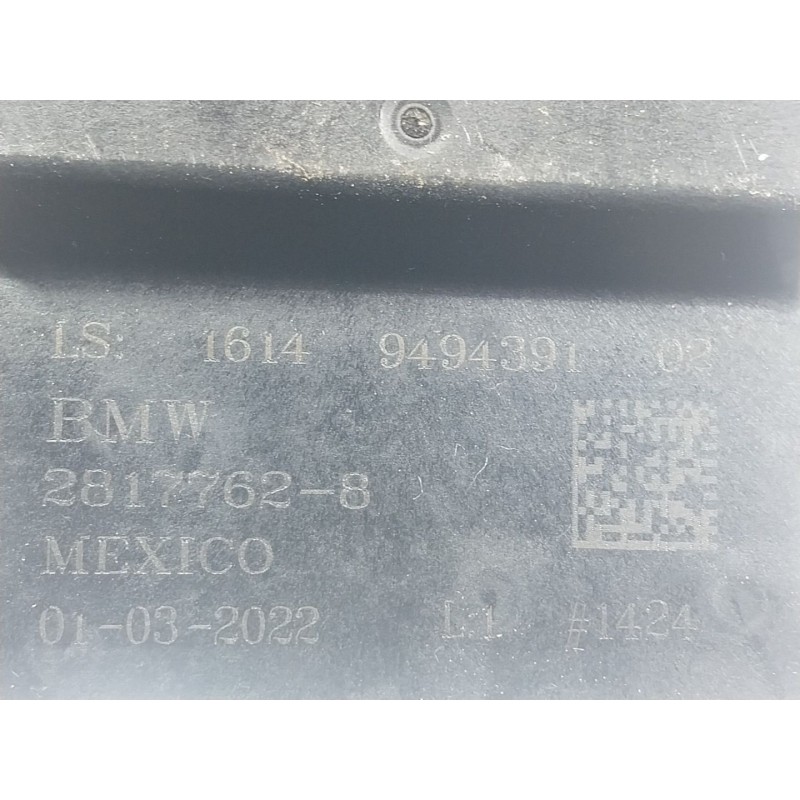 LS: 1614 9494391 02
BMW
2817762-8
MEXICO
01-03-2022 L1 #1424